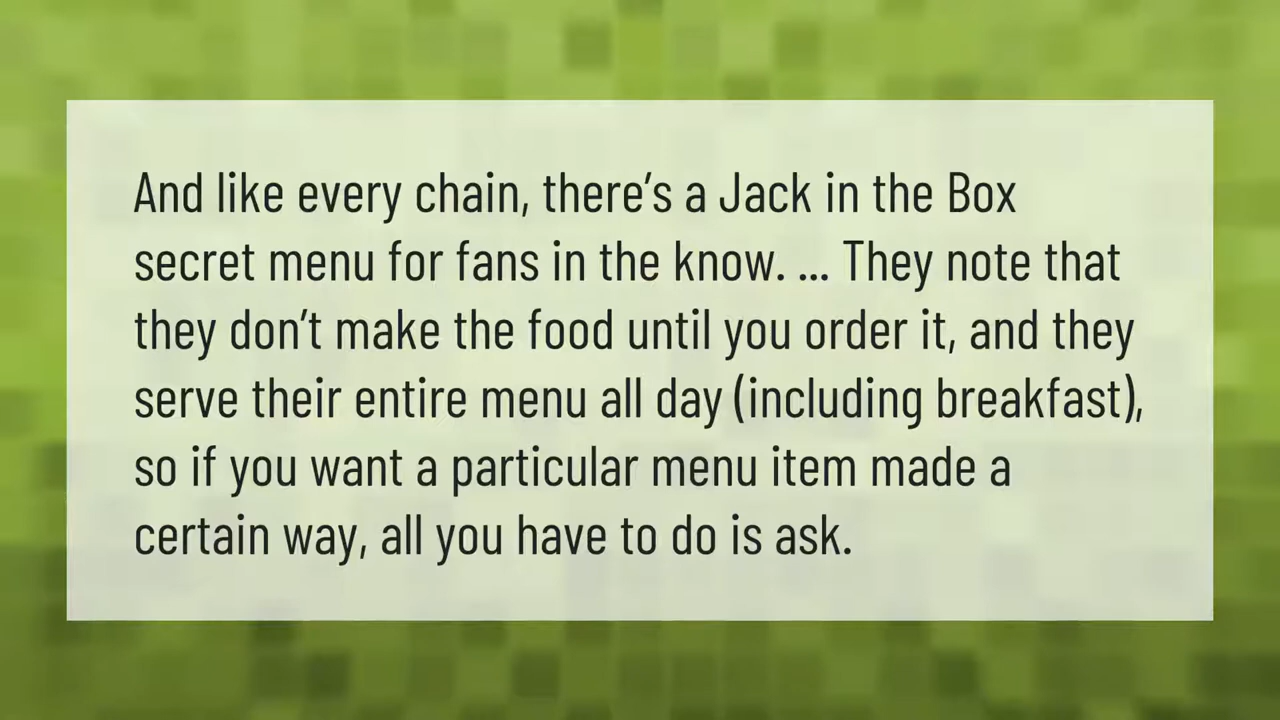 And like every chain, there’s a Jack in the Box
secret menu for fans in the know. ... They note that
they don’t make the food until you order it, and they
serve their entire menu all day (including breakfast),
so if you want a particular menu item made a
certain way, all you have to do is ask.